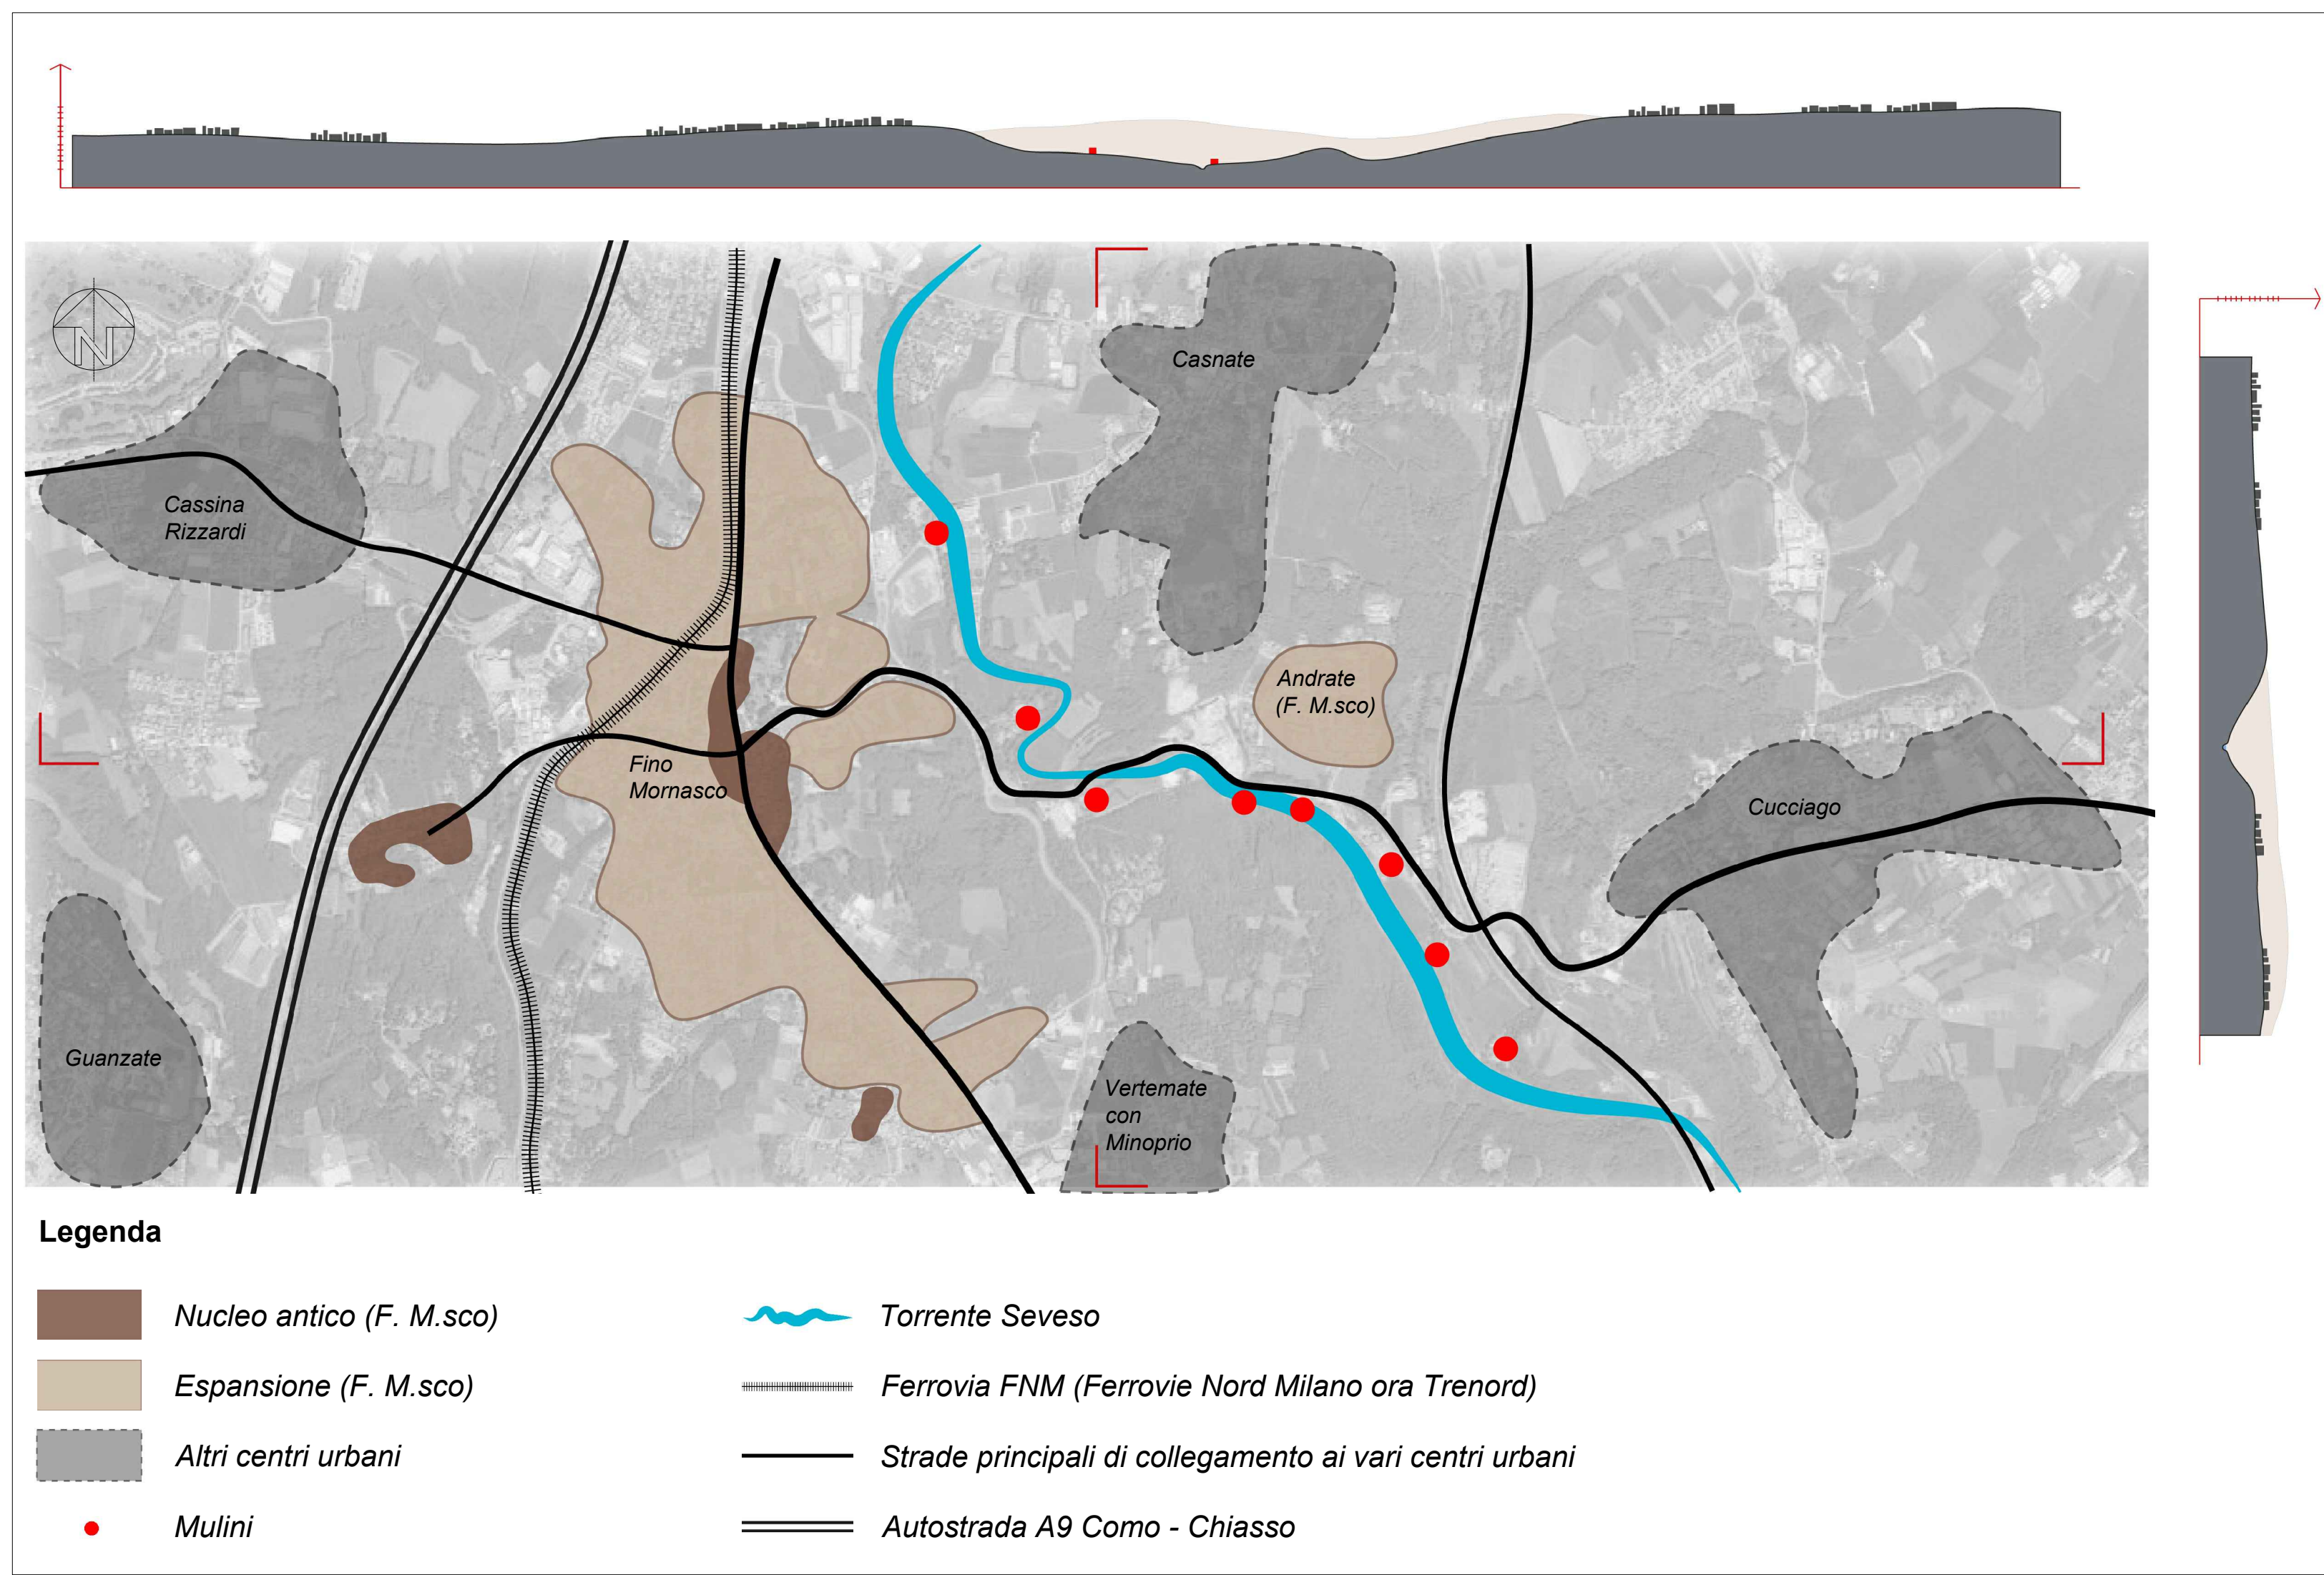 N
Casnate
Cassina
Rizzardi
Andrate
(F. M.sco)
Fino
Mornasco
Cucciago
Guanzate
Vertemate
con
Minoprio
Legenda
Nucleo antico (F. M.sco)
Espansione (F. M.sco)
Altri centri urbani
Mulini
Torrente Seveso
Ferrovia FNM (Ferrovie Nord Milano ora Trenord)
Strade principali di collegamento ai vari centri urbani
Autostrada A9 Como - Chiasso